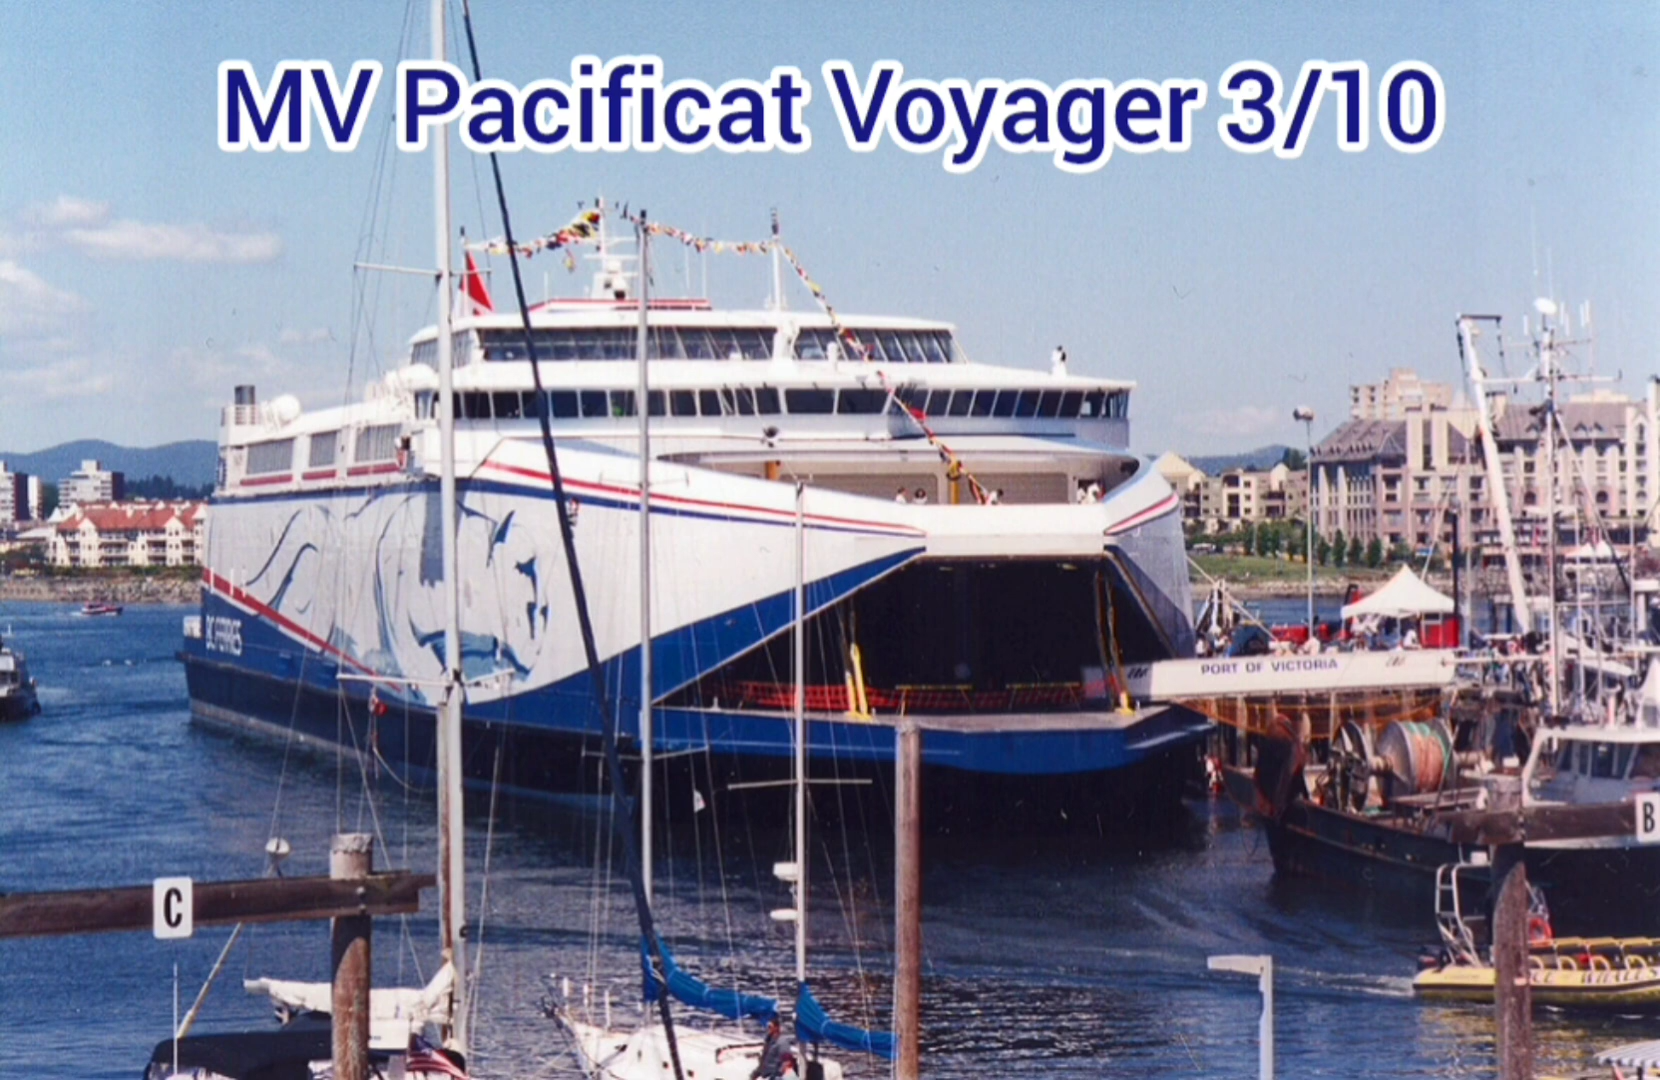 MV Pacificat Voyager 3/10
BC FERRIES
PORT OF VICTORIA
B
C